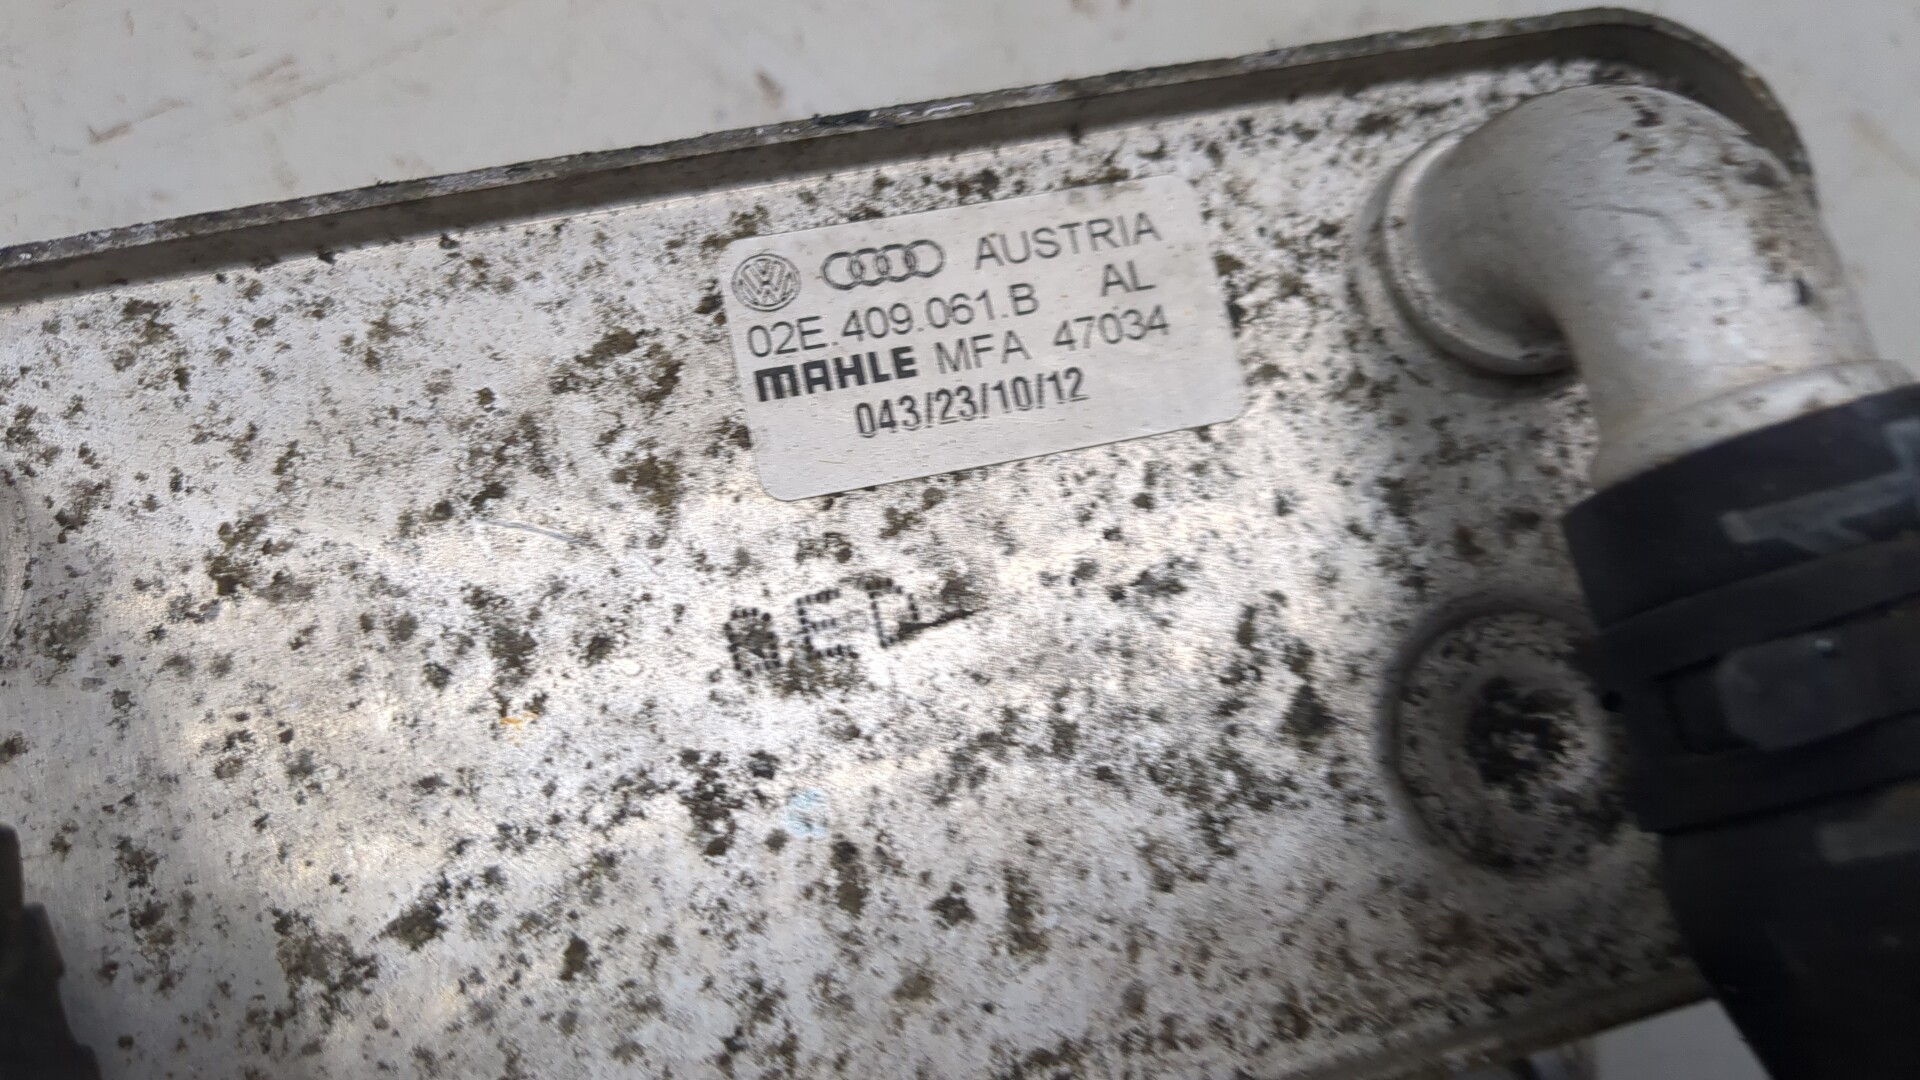 AUSTRIA
02E.409.061.B AL
MAHLE MFA 47034
043/23/10/12